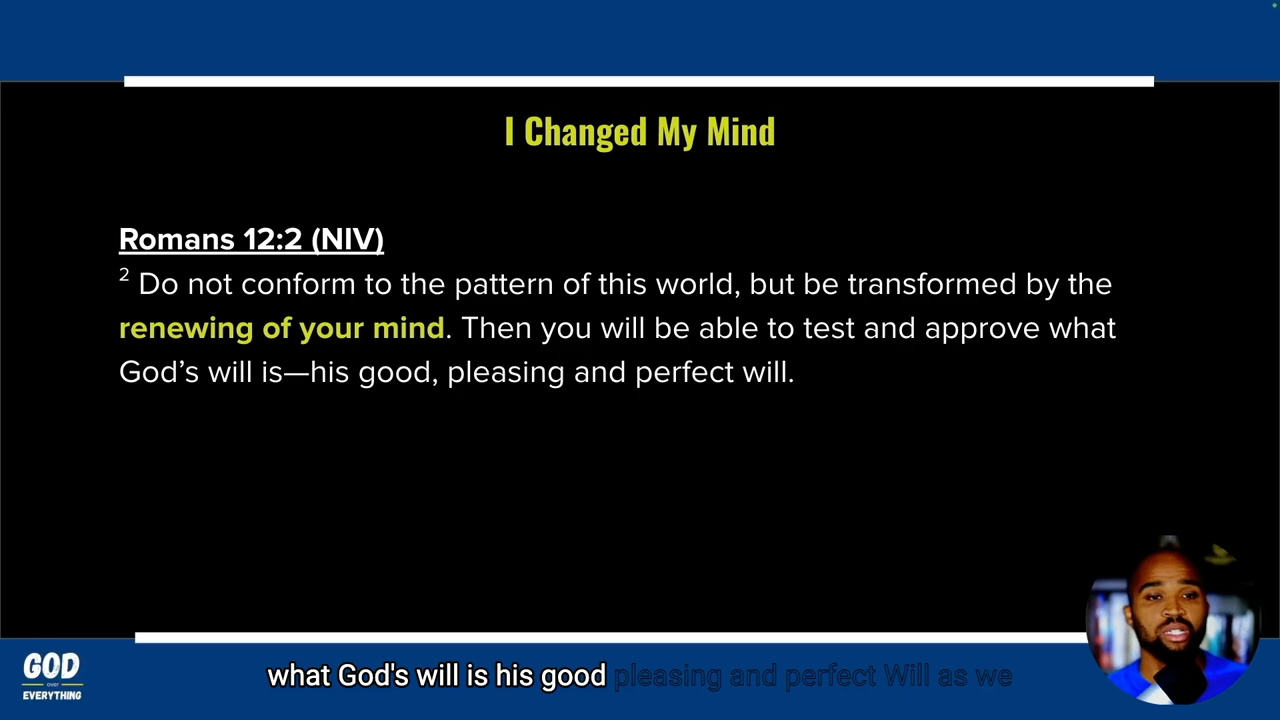 I Changed My Mind
Romans 12:2 (NIV)
2 Do not conform to the pattern of this world, but be transformed by the
renewing of your mind. Then you will be able to test and approve what
God’s will is—his good, pleasing and perfect will.
GOD
over
EVERYTHING
what God's will is his good pleasing and perfect Will as we